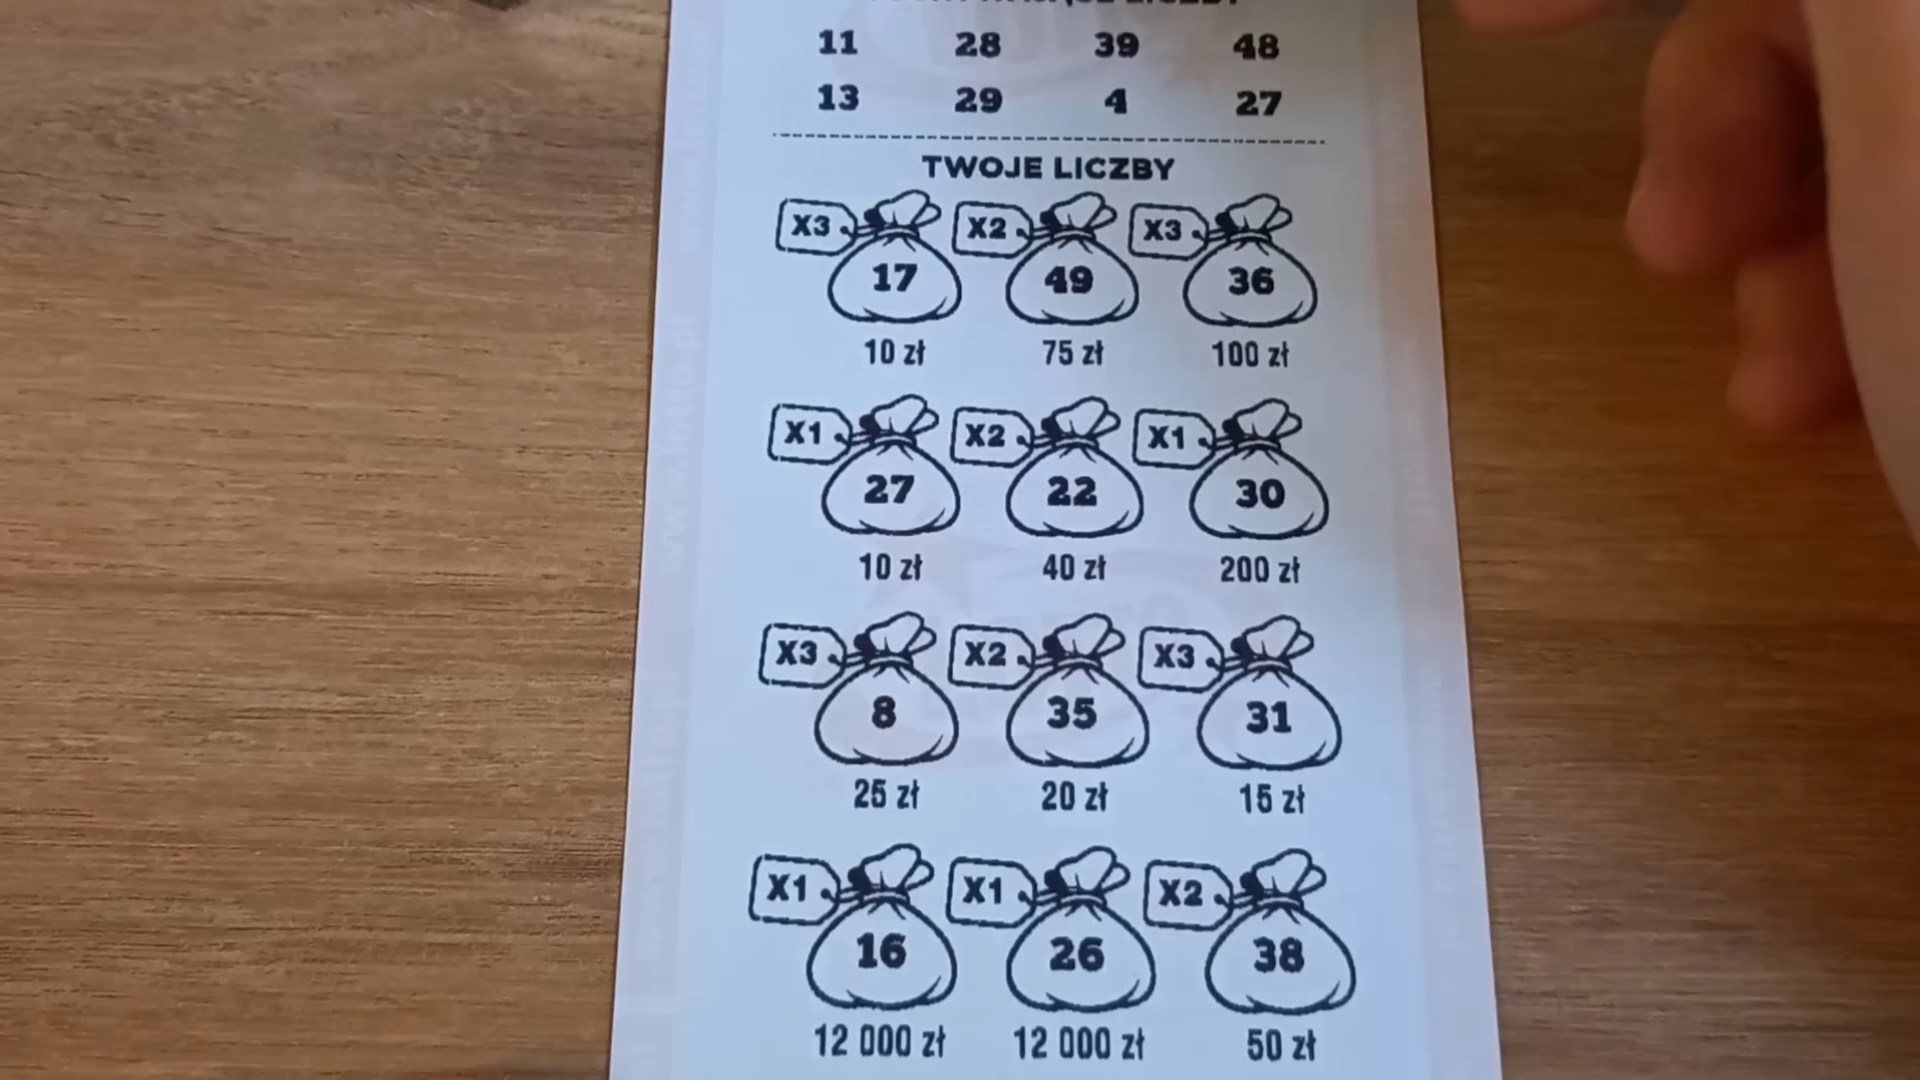 11 28 39 48
13 29 4 27
TWOJE LICZBY
X3 X2 X3
17 49 36
10 zł 75 zł 100 zł
X1 X2 X1
27 22 30
10 zł 40 zł 200 zł
X3 X2 X3
8 35 31
25 zł 20 zł 15 zł
X1 X1 X2
16 26 38
12 000 zł 12 000 zł 50 zł